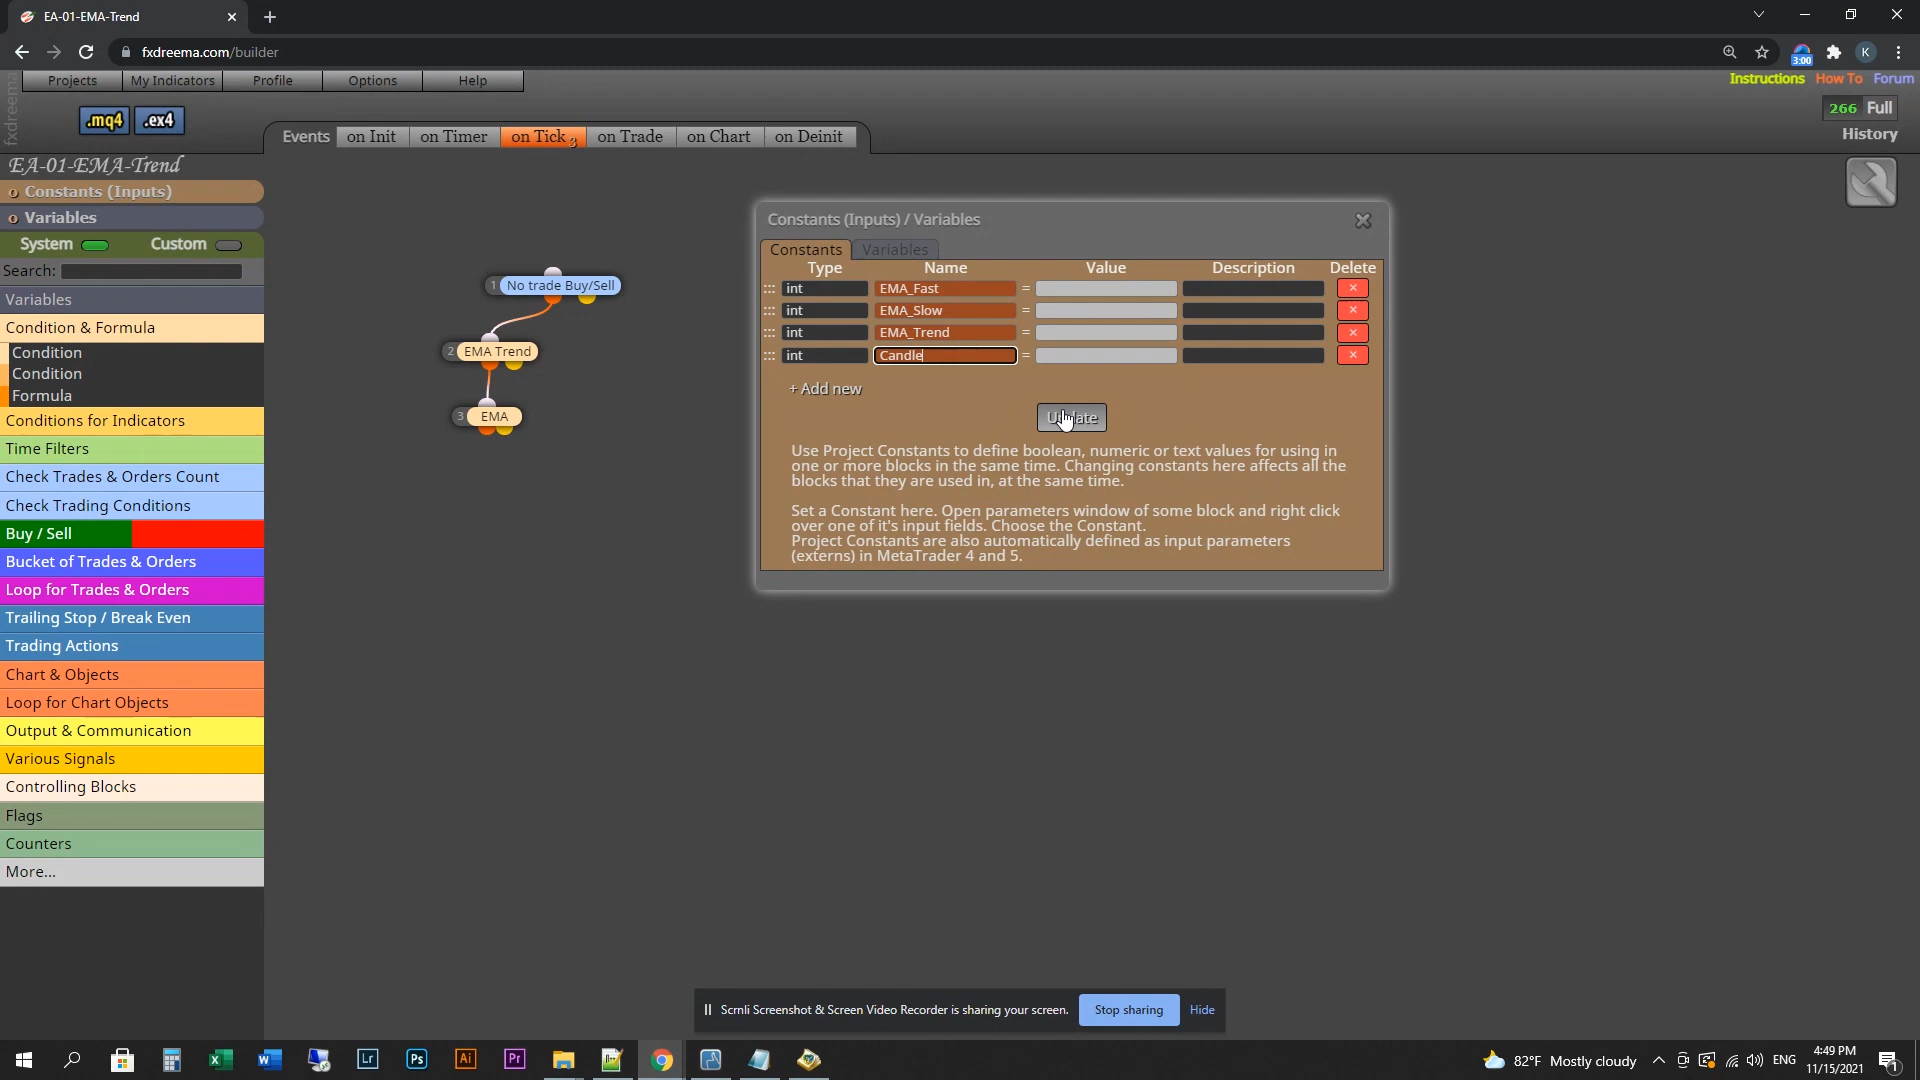 EA-01-EMA-Trend
fxdreema.com/builder
3:00
K
Projects
My Indicators
Profile
Options
Help
Instructions
How To
Forum
fxdreema
.mq4
.ex4
266 Full
History
Events
on Init
on Timer
on Tick 3
on Trade
on Chart
on Deinit
EA-01-EMA-Trend
Constants (Inputs)
Variables
System
Custom
Search:
Variables
Condition & Formula
Condition
Condition
Formula
Conditions for Indicators
Time Filters
Check Trades & Orders Count
Check Trading Conditions
Buy / Sell
Bucket of Trades & Orders
Loop for Trades & Orders
Trailing Stop / Break Even
Trading Actions
Chart & Objects
Loop for Chart Objects
Output & Communication
Various Signals
Controlling Blocks
Flags
Counters
More...
1 No trade Buy/Sell
2 EMA Trend
3 EMA
Constants (Inputs) / Variables
Constants
Variables
Type Name Value Description Delete
int EMA_Fast =
int EMA_Slow =
int EMA_Trend =
int Candle =
+ Add new
Update
Use Project Constants to define boolean, numeric or text values for using in
one or more blocks in the same time. Changing constants here affects all the
blocks that they are used in, at the same time.
Set a Constant here. Open parameters window of some block and right click
over one of it's input fields. Choose the Constant.
Project Constants are also automatically defined as input parameters
(externs) in MetaTrader 4 and 5.
Scrnli Screenshot & Screen Video Recorder is sharing your screen.
Stop sharing
Hide
Lr
Ps
Ai
Pr
82°F Mostly cloudy
ENG
4:49 PM
11/15/2021
1